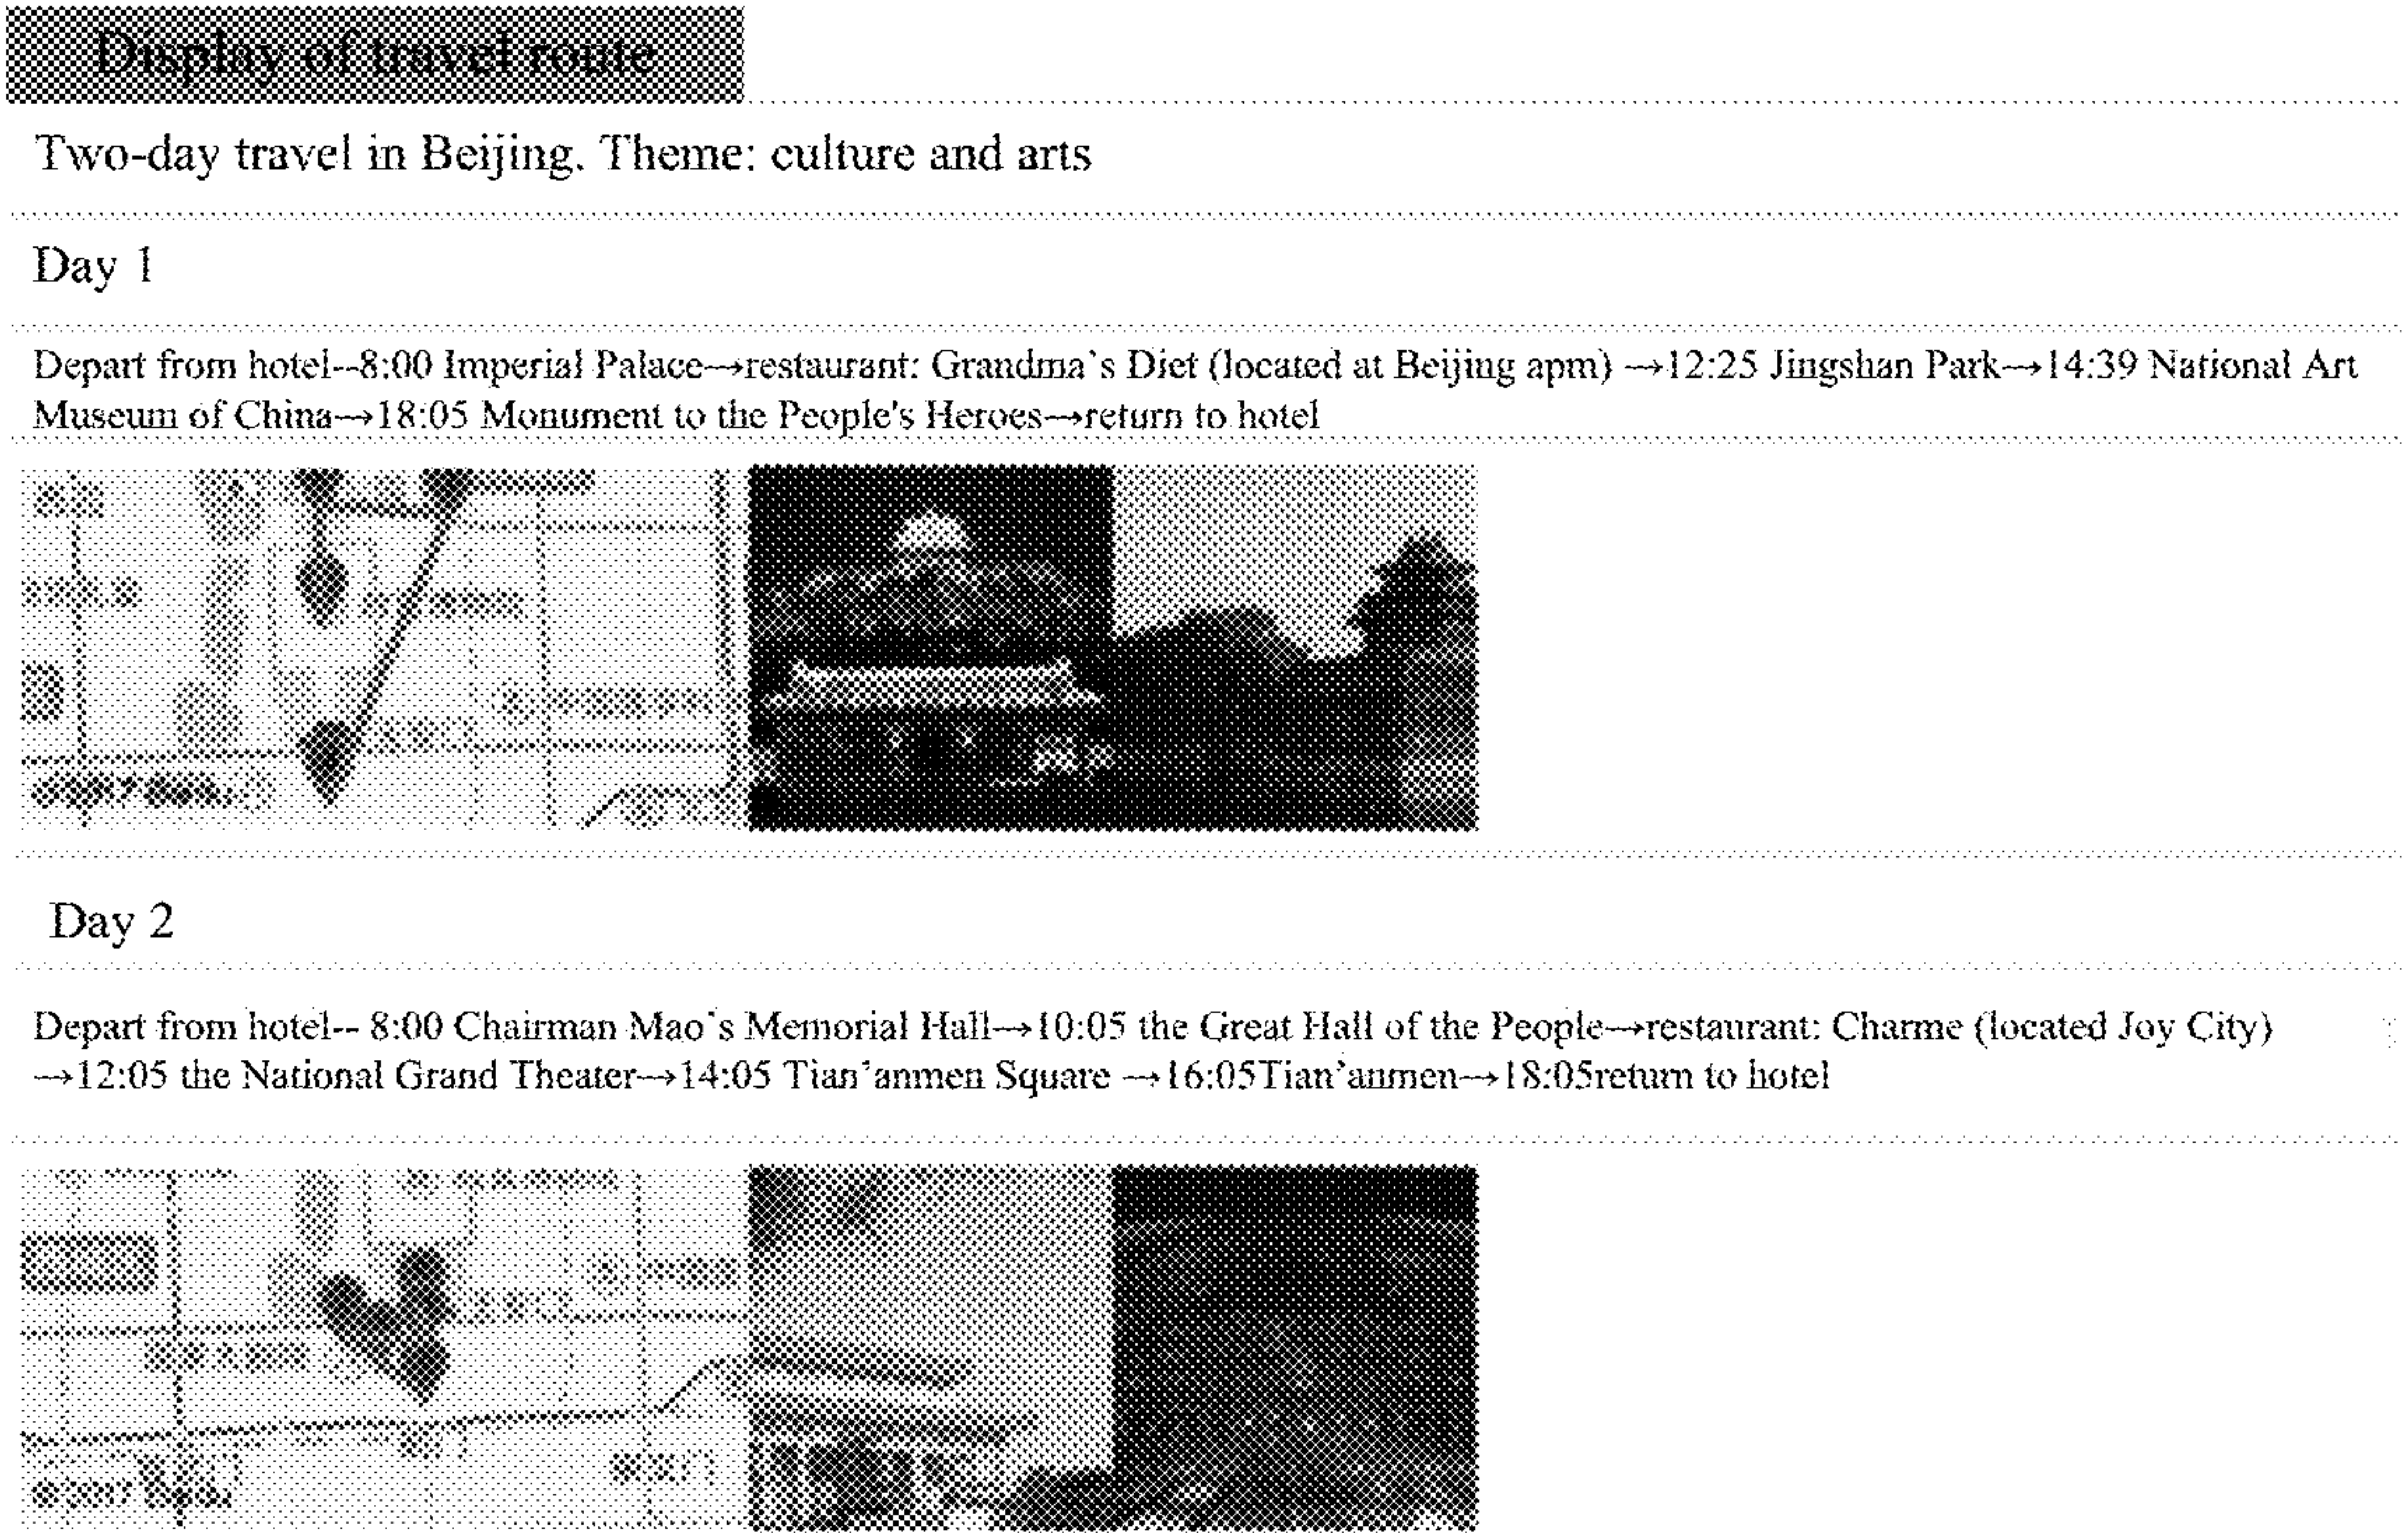 Display of travel route
Two-day travel in Beijing. Theme: culture and arts
Day 1
Depart from hotel--8:00 Imperial Palace→restaurant: Grandma`s Diet (located at Beijing apm) →12:25 Jingshan Park→14:39 National Art
Museum of China→18:05 Monument to the People's Heroes→return to hotel
Day 2
Depart from hotel-- 8:00 Chairman Mao`s Memorial Hall→10:05 the Great Hall of the People→restaurant: Charme (located Joy City)
→12:05 the National Grand Theater→14:05 Tian’anmen Square →16:05Tian’anmen→18:05return to hotel